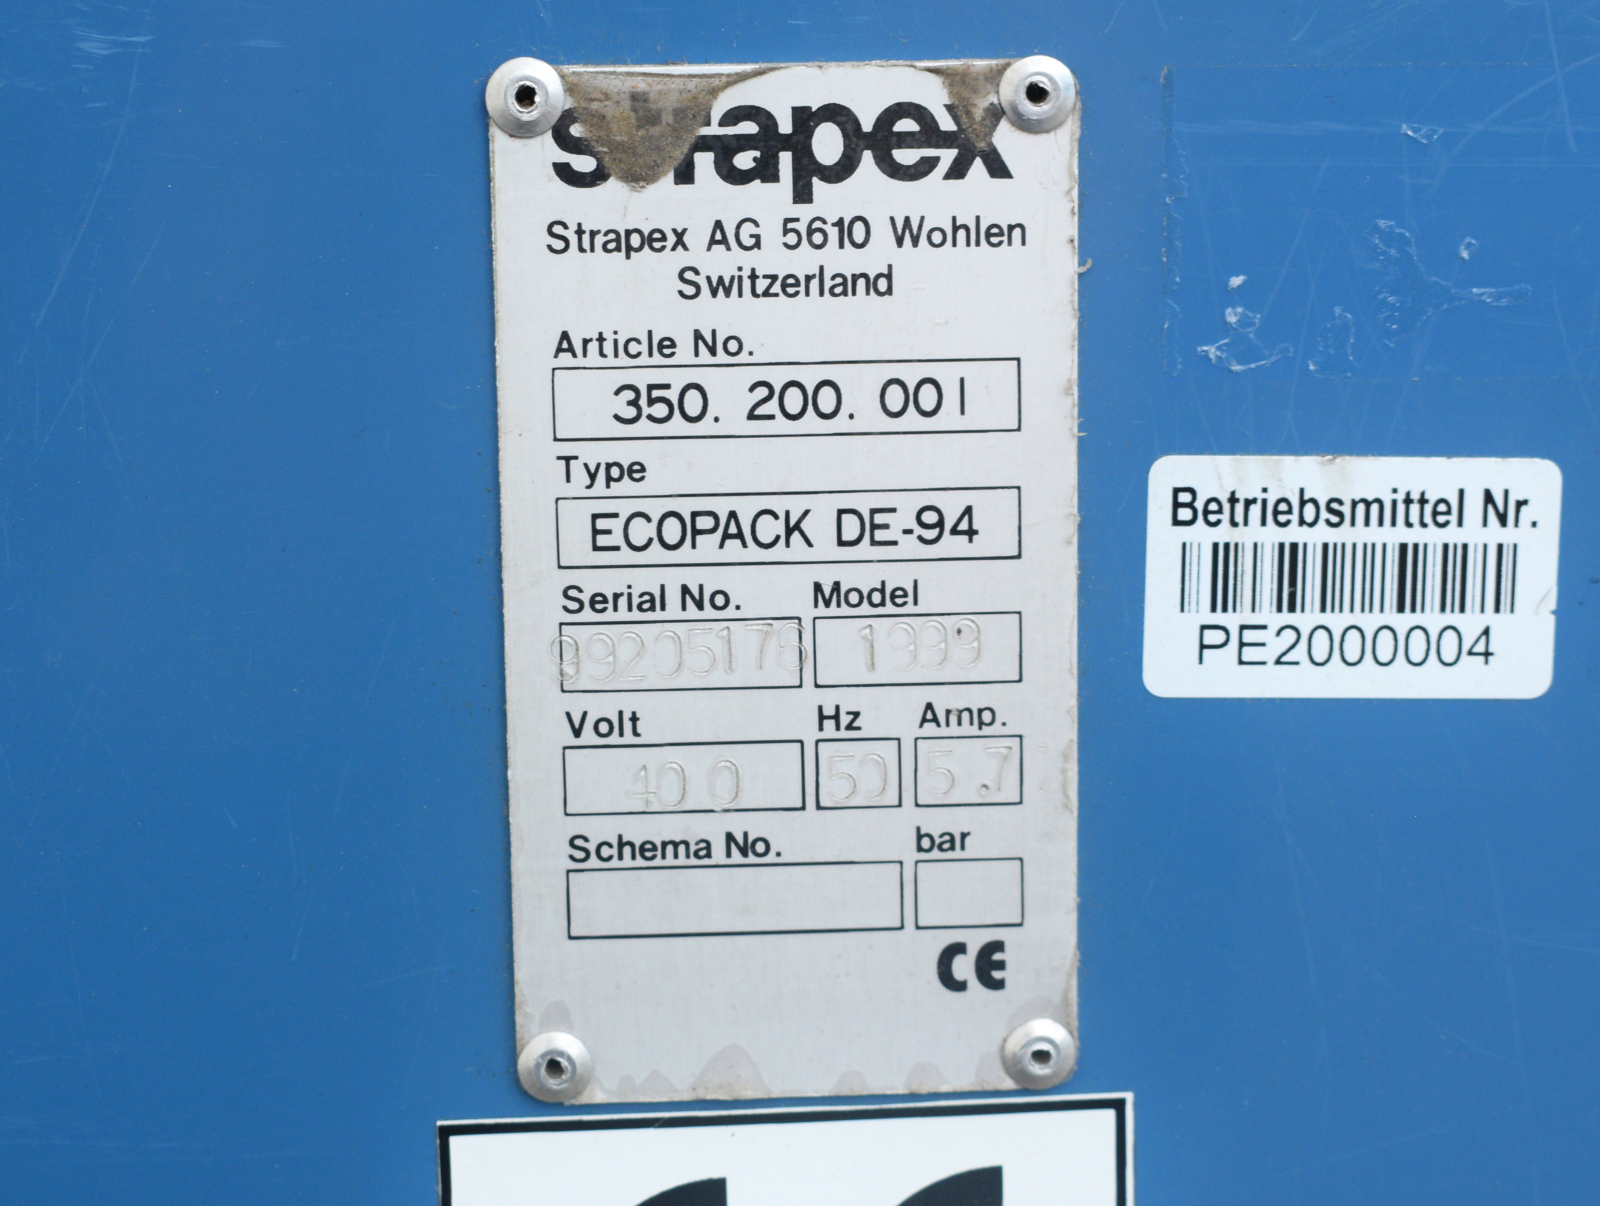 strapex
Strapex AG 5610 Wohlen
Switzerland
Article No.
350. 200. 001
Type
ECOPACK DE-94
Serial No. Model
99205176 1999
Volt Hz Amp.
400 50 5.7
Schema No. bar
CE
Betriebsmittel Nr.
PE2000004